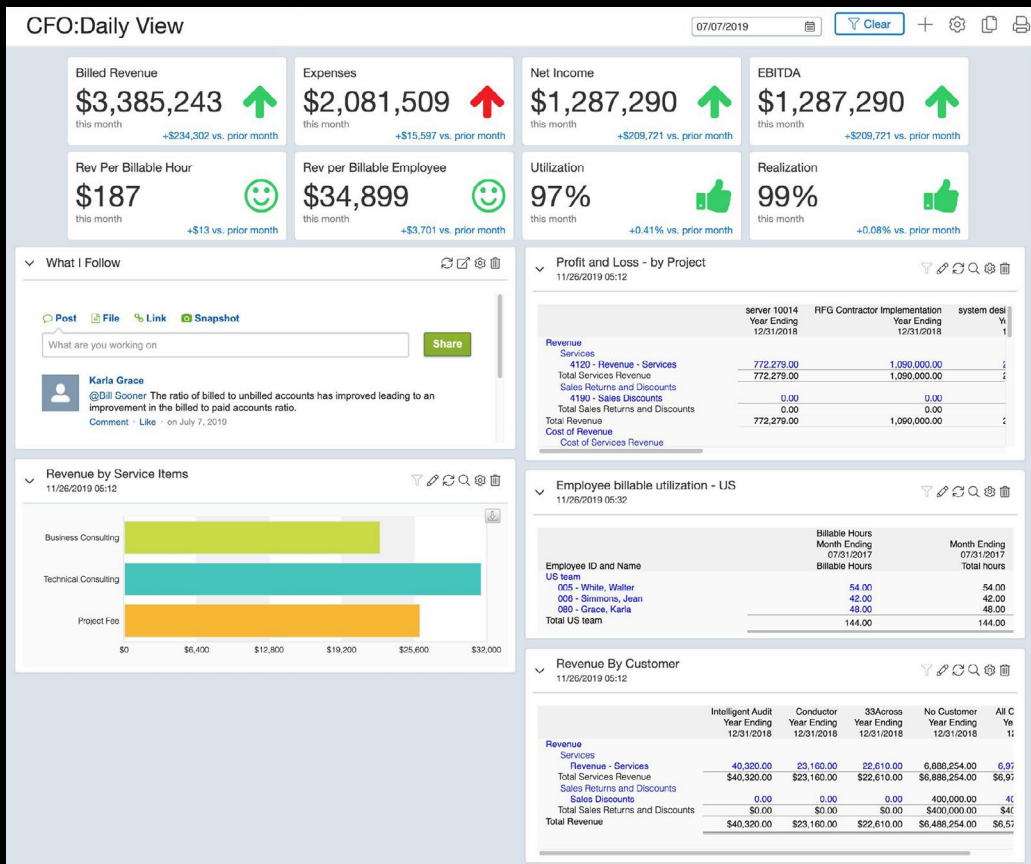 CFO:Daily View
07/07/2019
Clear
Billed Revenue
$3,385,243
this month
+$234,302 vs. prior month
Expenses
$2,081,509
this month
+$15,597 vs. prior month
Net Income
$1,287,290
this month
+$209,721 vs. prior month
EBITDA
$1,287,290
this month
+$209,721 vs. prior month
Rev Per Billable Hour
$187
this month
+$13 vs. prior month
Rev per Billable Employee
$34,899
this month
+$3,701 vs. prior month
Utilization
97%
this month
+0.41% vs. prior month
Realization
99%
this month
+0.08% vs. prior month
What I Follow
Post File Link Snapshot
What are you working on
Share
Karla Grace
@Bill Sooner The ratio of billed to unbilled accounts has improved leading to an
improvement in the billed to paid accounts ratio.
Comment · Like · on July 7, 2019
Revenue by Service Items
11/26/2019 05:12
Business Consulting
Technical Consulting
Project Fee
$0 $6,400 $12,800 $19,200 $25,600 $32,000
Profit and Loss - by Project
11/26/2019 05:12
server 10014 RFG Contractor Implementation system desi
Year Ending Year Ending
12/31/2018 12/31/2018
Revenue
Services
4120 - Revenue - Services 772,279.00 1,090,000.00
Total Services Revenue 772,279.00 1,090,000.00
Sales Returns and Discounts
4190 - Sales Discounts 0.00 0.00
Total Sales Returns and Discounts 0.00 0.00
Total Revenue 772,279.00 1,090,000.00
Cost of Revenue
Cost of Services Revenue
Employee billable utilization - US
11/26/2019 05:32
Billable Hours
Month Ending Month Ending
07/31/2017 07/31/2017
Employee ID and Name Billable Hours Total hours
US team
005 - White, Walter 54.00 54.00
006 - Simmons, Jean 42.00 42.00
080 - Grace, Karla 48.00 48.00
Total US team 144.00 144.00
Revenue By Customer
11/26/2019 05:12
Intelligent Audit Conductor 33Across No Customer All C
Year Ending Year Ending Year Ending Year Ending Ye
12/31/2018 12/31/2018 12/31/2018 12/31/2018
Revenue
Services
Revenue - Services 40,320.00 23,160.00 22,610.00 6,888,254.00 6,97
Total Services Revenue $40,320.00 $23,160.00 $22,610.00 $6,888,254.00 $6,97
Sales Returns and Discounts
Sales Discounts 0.00 0.00 0.00 400,000.00 40
Total Sales Returns and Discounts $0.00 $0.00 $0.00 $400,000.00 $40
Total Revenue $40,320.00 $23,160.00 $22,610.00 $6,488,254.00 $6,57